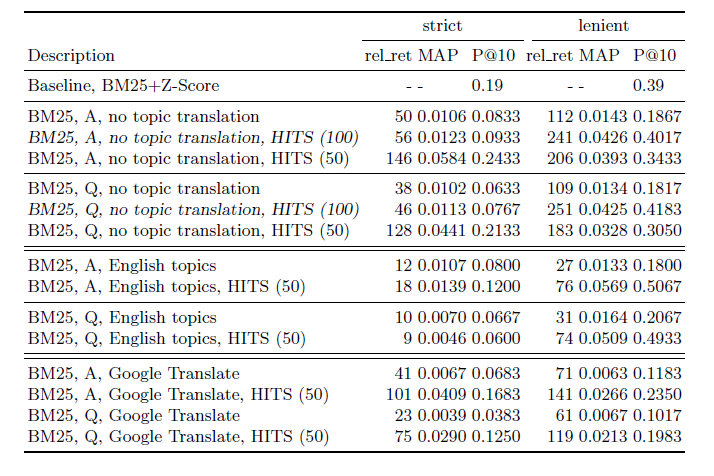 strict lenient
Description rel_ret MAP P@10 rel_ret MAP P@10
Baseline, BM25+Z-Score - - 0.19 - - 0.39
BM25, A, no topic translation 50 0.0106 0.0833 112 0.0143 0.1867
BM25, A, no topic translation, HITS (100) 56 0.0123 0.0933 241 0.0426 0.4017
BM25, A, no topic translation, HITS (50) 146 0.0584 0.2433 206 0.0393 0.3433
BM25, Q, no topic translation 38 0.0102 0.0633 109 0.0134 0.1817
BM25, Q, no topic translation, HITS (100) 46 0.0113 0.0767 251 0.0425 0.4183
BM25, Q, no topic translation, HITS (50) 128 0.0441 0.2133 183 0.0328 0.3050
BM25, A, English topics 12 0.0107 0.0800 27 0.0133 0.1800
BM25, A, English topics, HITS (50) 18 0.0139 0.1200 76 0.0569 0.5067
BM25, Q, English topics 10 0.0070 0.0667 31 0.0164 0.2067
BM25, Q, English topics, HITS (50) 9 0.0046 0.0600 74 0.0509 0.4933
BM25, A, Google Translate 41 0.0067 0.0683 71 0.0063 0.1183
BM25, A, Google Translate, HITS (50) 101 0.0409 0.1683 141 0.0266 0.2350
BM25, Q, Google Translate 23 0.0039 0.0383 61 0.0067 0.1017
BM25, Q, Google Translate, HITS (50) 75 0.0290 0.1250 119 0.0213 0.1983